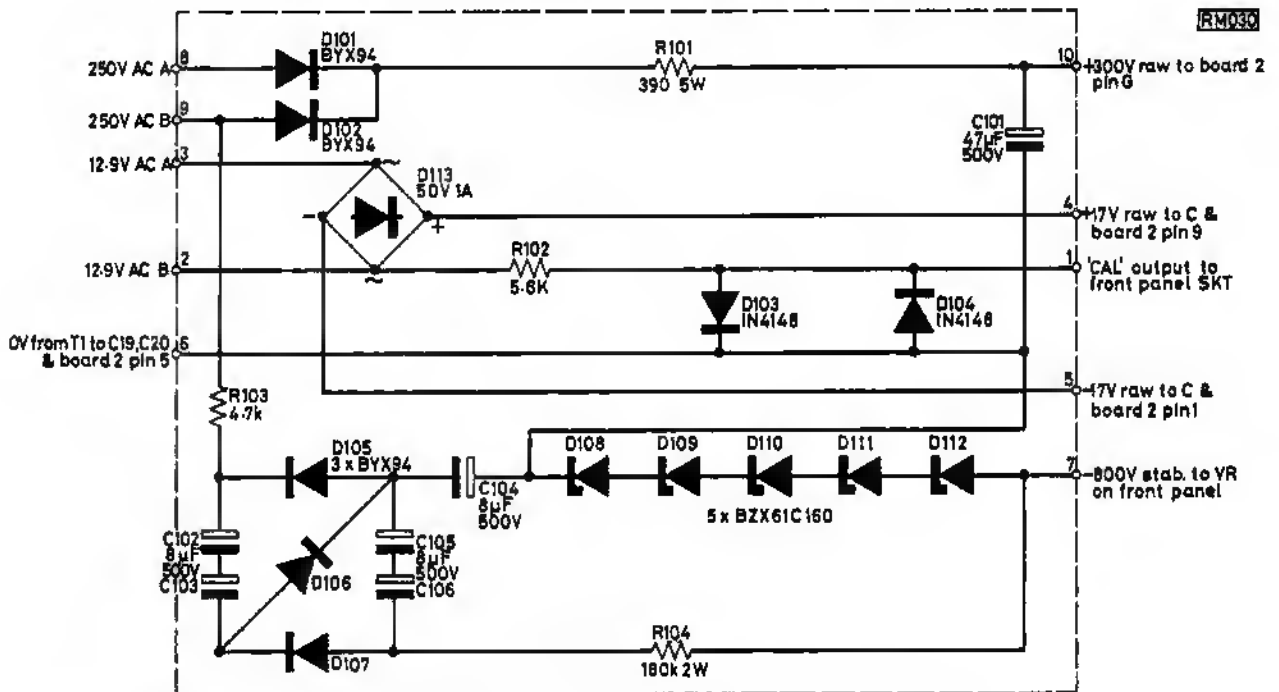 RM030
D101
BYX94
8
250V AC A
R101
390 5W
10
+300V raw to board 2
pin G
9
250V AC B
D102
BYX94
C101
47µF
500V
12·9V AC A
3
~
D113
50V 1A
-
+
4
+17V raw to C &
board 2 pin 9
12·9V AC B
2
~
R102
5·6K
1
'CAL' output to
front panel SKT
D103
IN4148
D104
IN4148
0V from T1 to C19,C20
& board 2 pin 5
6
5
-17V raw to C &
board 2 pin 1
R103
4·7k
D105
3 x BYX94
C104
8µF
500V
D108
D109
D110
D111
D112
5 x BZX61C160
7
-800V stab. to VR
on front panel
C102
8µF
500V
C103
D106
C105
8µF
500V
C106
D107
R104
180k 2W